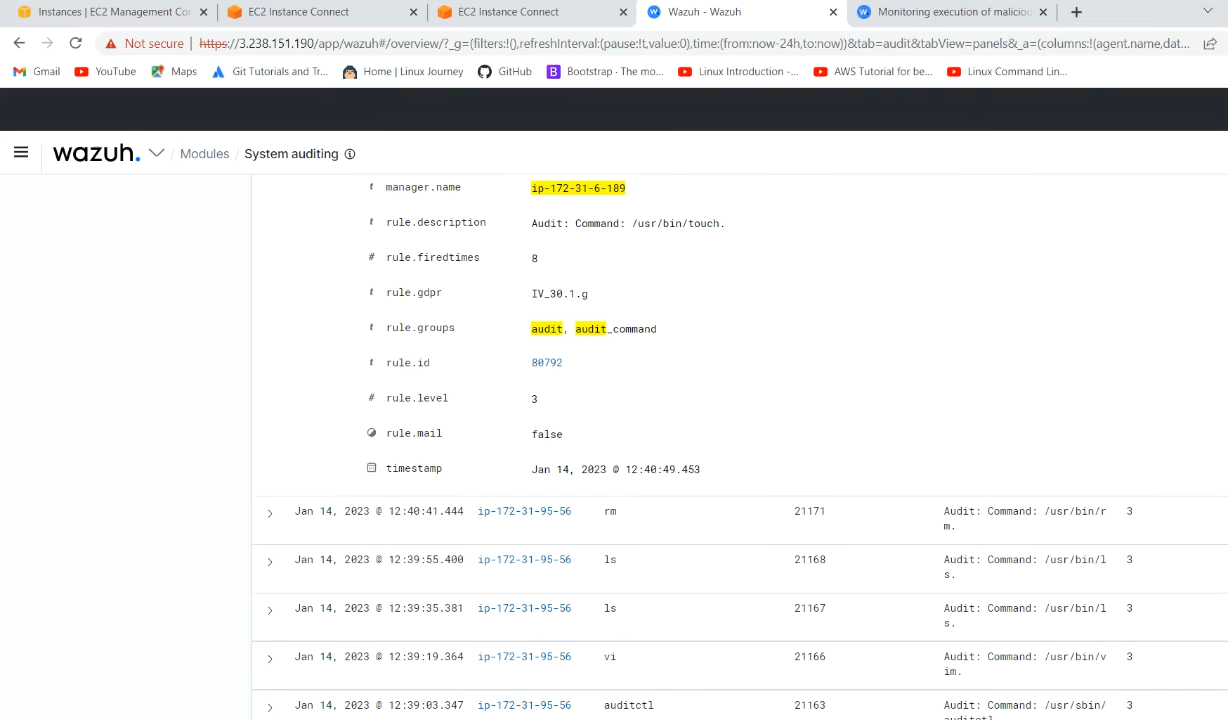 Instances | EC2 Management Con
EC2 Instance Connect
EC2 Instance Connect
Wazuh - Wazuh
Monitoring execution of maliciou
Not secure | https://3.238.151.190/app/wazuh#/overview/?_g=(filters:!(),refreshInterval:(pause:!t,value:0),time:(from:now-24h,to:now))&tab=audit&tabView=panels&_a=(columns:!(agent.name,dat...
Gmail YouTube Maps Git Tutorials and Tr... Home | Linux Journey GitHub Bootstrap · The mo... Linux Introduction -... AWS Tutorial for be... Linux Command Lin...
wazuh. / Modules / System auditing
t manager.name ip-172-31-6-189
t rule.description Audit: Command: /usr/bin/touch.
# rule.firedtimes 8
t rule.gdpr IV_30.1.g
t rule.groups audit, audit_command
t rule.id 80792
# rule.level 3
rule.mail false
timestamp Jan 14, 2023 @ 12:40:49.453
Jan 14, 2023 @ 12:40:41.444 ip-172-31-95-56 rm 21171 Audit: Command: /usr/bin/r 3
m.
Jan 14, 2023 @ 12:39:55.400 ip-172-31-95-56 ls 21168 Audit: Command: /usr/bin/l 3
s.
Jan 14, 2023 @ 12:39:35.381 ip-172-31-95-56 ls 21167 Audit: Command: /usr/bin/l 3
s.
Jan 14, 2023 @ 12:39:19.364 ip-172-31-95-56 vi 21166 Audit: Command: /usr/bin/v 3
im.
Jan 14, 2023 @ 12:39:03.347 ip-172-31-95-56 auditctl 21163 Audit: Command: /usr/sbin/ 3
auditctl